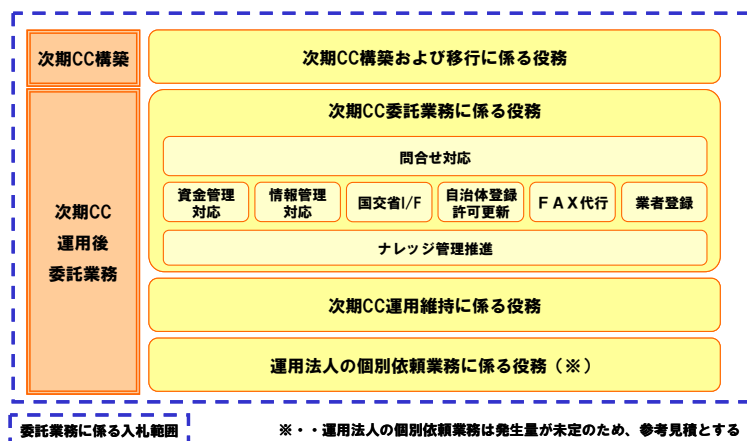 次期CC構築
次期CC構築および移行に係る役務
次期CC
運用後
委託業務
次期CC委託業務に係る役務
問合せ対応
資金管理
対応
情報管理
対応
国交省I/F
自治体登録
許可更新
ＦＡＸ代行
業者登録
ナレッジ管理推進
次期CC運用維持に係る役務
運用法人の個別依頼業務に係る役務（※）
委託業務に係る入札範囲
※・・運用法人の個別依頼業務は発生量が未定のため、参考見積とする